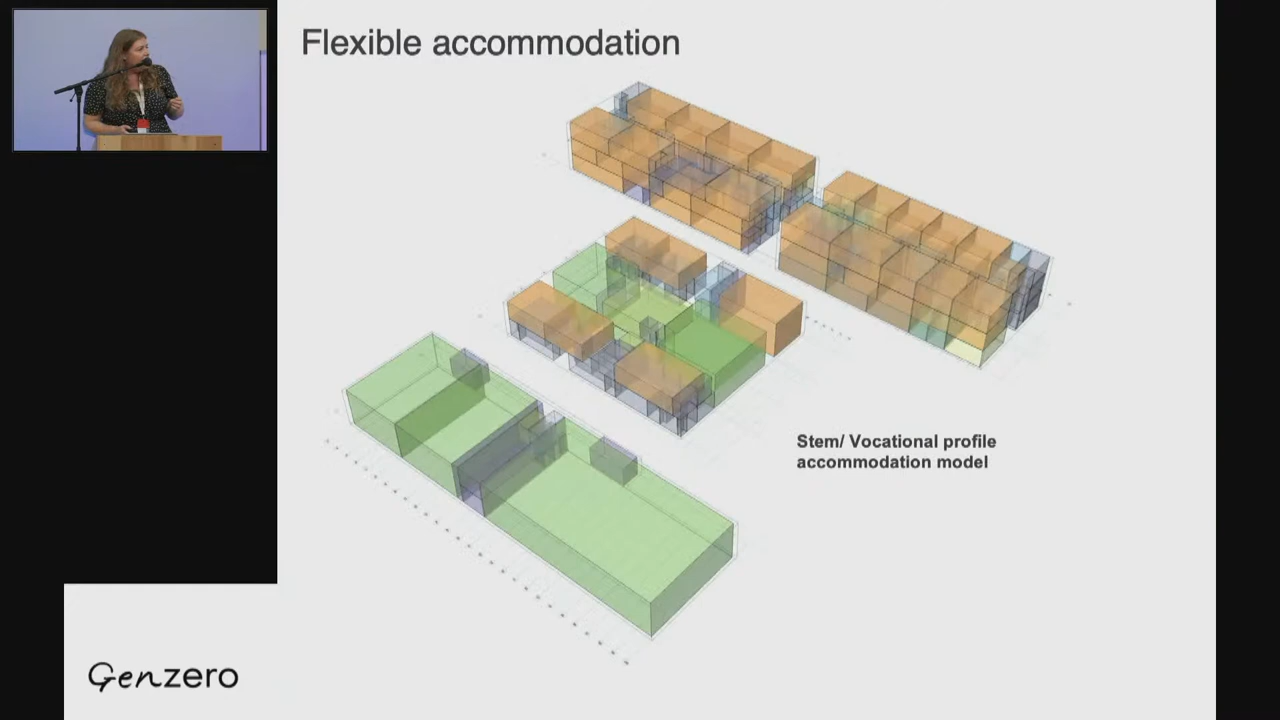 Flexible accommodation
Stem/ Vocational profile
accommodation model
Genzero